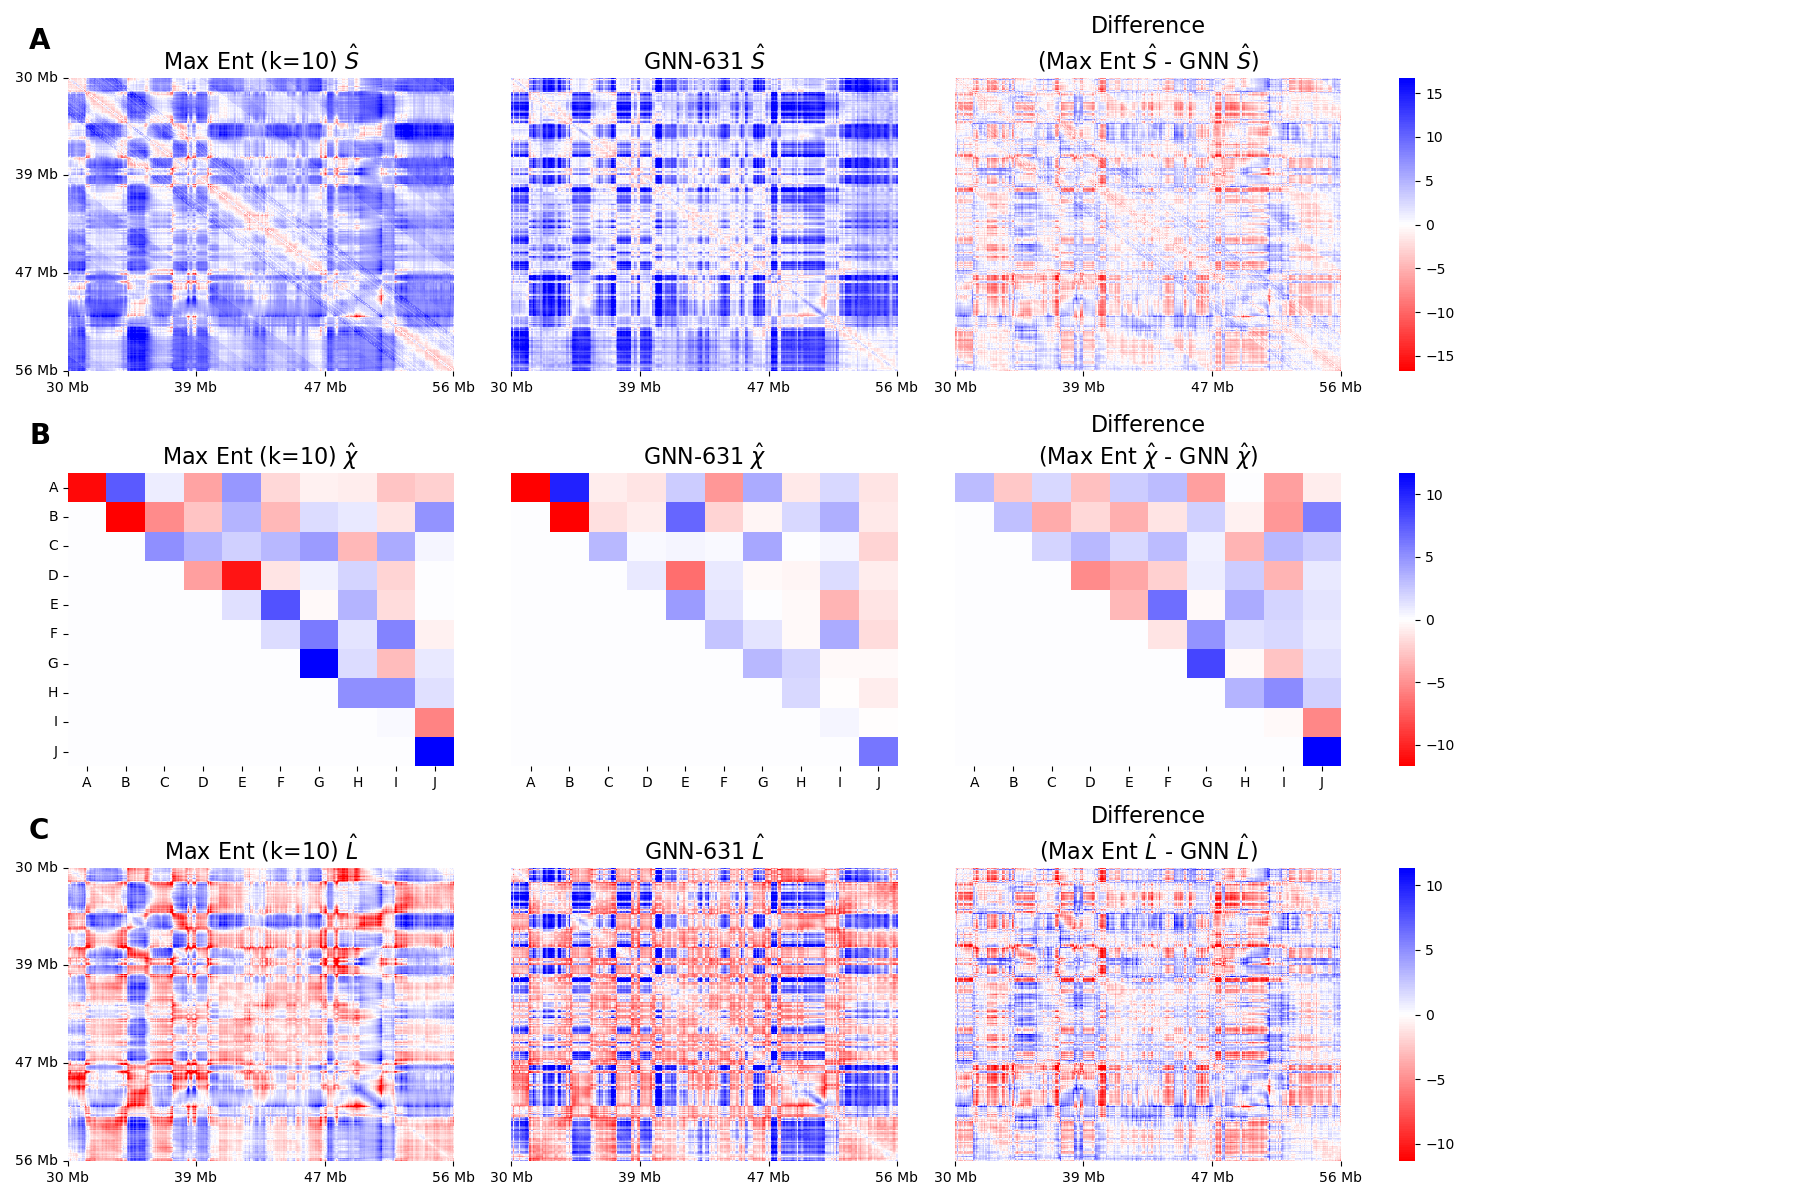 A
Max Ent (k=10) Ŝ
GNN-631 Ŝ
Difference
(Max Ent Ŝ - GNN Ŝ)
30 Mb
39 Mb
47 Mb
56 Mb
30 Mb 39 Mb 47 Mb 56 Mb
30 Mb 39 Mb 47 Mb 56 Mb
30 Mb 39 Mb 47 Mb 56 Mb
15
10
5
0
−5
−10
−15
B
Max Ent (k=10) χ̂
GNN-631 χ̂
Difference
(Max Ent χ̂ - GNN χ̂)
A
B
C
D
E
F
G
H
I
J
A B C D E F G H I J
A B C D E F G H I J
A B C D E F G H I J
10
5
0
−5
−10
C
Max Ent (k=10) L̂
GNN-631 L̂
Difference
(Max Ent L̂ - GNN L̂)
30 Mb
39 Mb
47 Mb
56 Mb
30 Mb 39 Mb 47 Mb 56 Mb
30 Mb 39 Mb 47 Mb 56 Mb
30 Mb 39 Mb 47 Mb 56 Mb
10
5
0
−5
−10